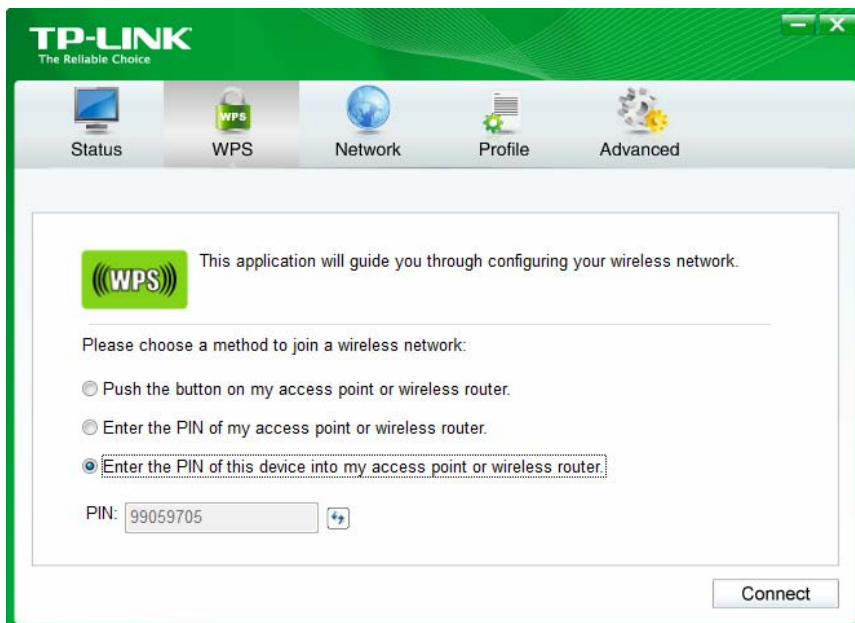 TP-LINK
The Reliable Choice
Status WPS Network Profile Advanced
WPS
(((WPS)))
This application will guide you through configuring your wireless network.
Please choose a method to join a wireless network:
Push the button on my access point or wireless router.
Enter the PIN of my access point or wireless router.
Enter the PIN of this device into my access point or wireless router.
PIN: 99059705
Connect